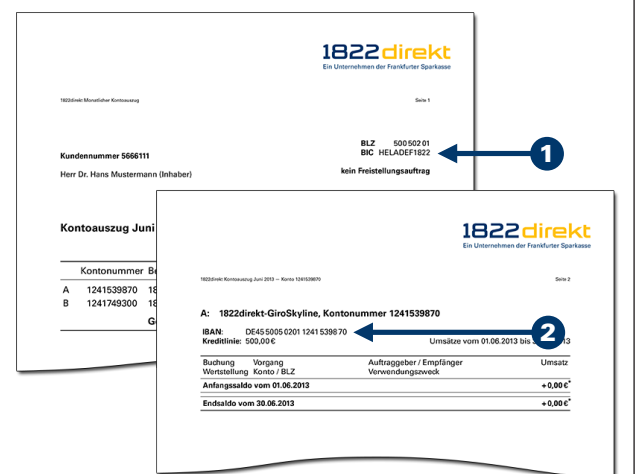 1822direkt
Ein Unternehmen der Frankfurter Sparkasse
1822direkt Monatlicher Kontoauszug Seite 1
BLZ 500 502 01
BIC HELADEF1822
1
Kundennummer 5666111
Herr Dr. Hans Mustermann (Inhaber)
kein Freistellungsauftrag
Kontoauszug Juni
Kontonummer
A 1241539870 18
B 1241749300 18
1822direkt
Ein Unternehmen der Frankfurter Sparkasse
1822direkt Kontoauszug Juni 2013 — Konto 1241539870 Seite 2
A: 1822direkt-GiroSkyline, Kontonummer 1241539870
IBAN: DE45 5005 0201 1241 5398 70
2
Kreditlinie: 500,00 € Umsätze vom 01.06.2013 bis 3 13
Buchung Vorgang Auftraggeber / Empfänger Umsatz
Wertstellung Konto / BLZ Verwendungszweck
Anfangssaldo vom 01.06.2013 +0,00 €*
Endsaldo vom 30.06.2013 +0,00 €*